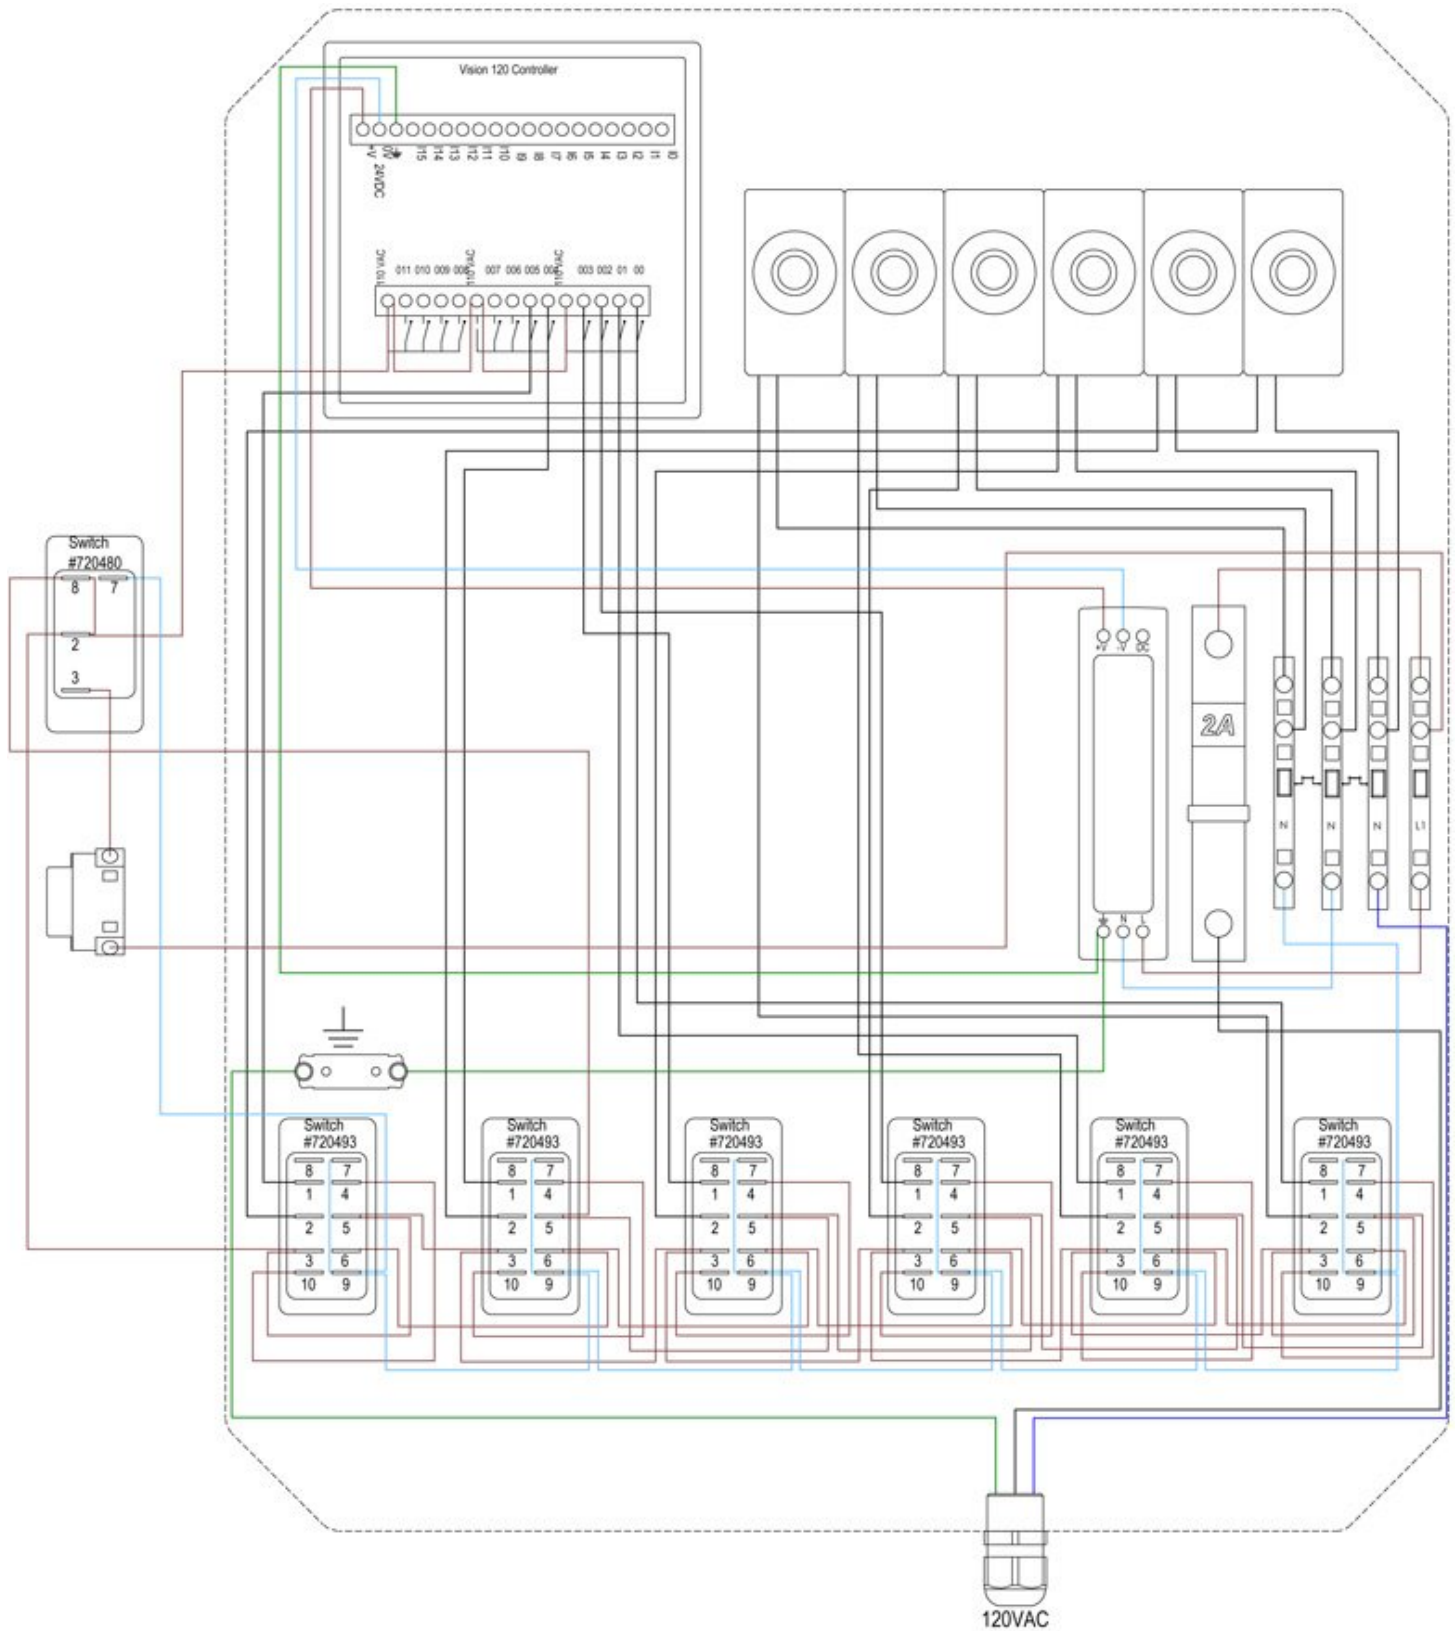 Vision 120 Controller
+V 0V I15 I14 I13 I12 I11 I10 I9 I8 I7 I6 I5 I4 I3 I2 I1 I0
24VDC
110VAC 011 010 009 008 110VAC 007 006 005 004 110VAC 003 002 01 00
Switch
#720480
8 7
2
3
+V -V DC
2A
N N N L1
N L
Switch Switch Switch Switch Switch Switch
#720493 #720493 #720493 #720493 #720493 #720493
8 7 8 7 8 7 8 7 8 7 8 7
1 4 1 4 1 4 1 4 1 4 1 4
2 5 2 5 2 5 2 5 2 5 2 5
3 6 3 6 3 6 3 6 3 6 3 6
10 9 10 9 10 9 10 9 10 9 10 9
120VAC